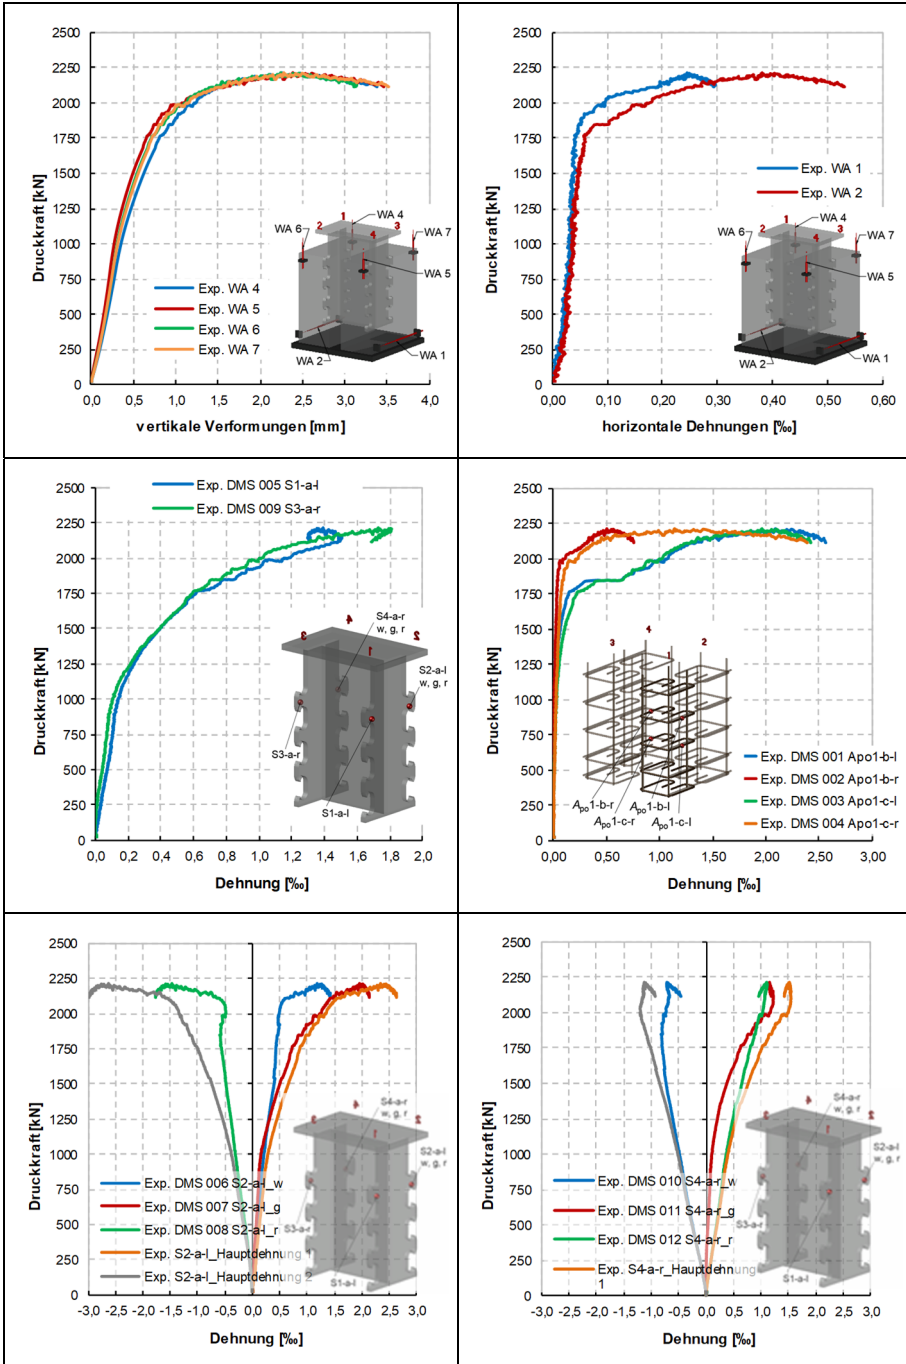 2500
2250
2000
1750
1500
1250
1000
750
500
250
0
Druckkraft [kN]
0,0 0,5 1,0 1,5 2,0 2,5 3,0 3,5 4,0
vertikale Verformungen [mm]
Exp. WA 4
Exp. WA 5
Exp. WA 6
Exp. WA 7
WA 4
WA 6
WA 7
WA 5
WA 2
WA 1
1
2
3
4
2500
2250
2000
1750
1500
1250
1000
750
500
250
0
Druckkraft [kN]
0,00 0,10 0,20 0,30 0,40 0,50 0,60
horizontale Dehnungen [‰]
Exp. WA 1
Exp. WA 2
WA 4
WA 6
WA 7
WA 5
WA 2
WA 1
1
2
3
4
2500
2250
2000
1750
1500
1250
1000
750
500
250
0
Druckkraft [kN]
0,0 0,2 0,4 0,6 0,8 1,0 1,2 1,4 1,6 1,8 2,0
Dehnung [‰]
Exp. DMS 005 S1-a-l
Exp. DMS 009 S3-a-r
S4-a-r
w, g, r
4
3
2
1
S2-a-l
w, g, r
S3-a-r
S1-a-l
2500
2250
2000
1750
1500
1250
1000
750
500
250
0
Druckkraft [kN]
0,00 0,50 1,00 1,50 2,00 2,50 3,00
Dehnung [‰]
3
4
1
2
Exp. DMS 001 Apo1-b-l
Exp. DMS 002 Apo1-b-r
Exp. DMS 003 Apo1-c-l
Exp. DMS 004 Apo1-c-r
Apo1-b-r
Apo1-b-l
Apo1-c-r
Apo1-c-l
2500
2250
2000
1750
1500
1250
1000
750
500
250
0
Druckkraft [kN]
-3,0 -2,5 -2,0 -1,5 -1,0 -0,5 0,0 0,5 1,0 1,5 2,0 2,5 3,0
Dehnung [‰]
Exp. DMS 006 S2-a-l_w
Exp. DMS 007 S2-a-l_g
Exp. DMS 008 S2-a-l_r
Exp. S2-a-l_Hauptdehnung 1
Exp. S2-a-l_Hauptdehnung 2
S4-a-r
w, g, r
4
3
2
1
S2-a-l
w, g, r
S3-a-r
S1-a-l
2500
2250
2000
1750
1500
1250
1000
750
500
250
0
Druckkraft [kN]
-3,0 -2,5 -2,0 -1,5 -1,0 -0,5 0,0 0,5 1,0 1,5 2,0 2,5 3,0
Dehnung [‰]
Exp. DMS 010 S4-a-r_w
Exp. DMS 011 S4-a-r_g
Exp. DMS 012 S4-a-r_r
Exp. S4-a-r_Hauptdehnung
1
S4-a-r
w, g, r
4
3
2
1
S2-a-l
w, g, r
S3-a-r
S1-a-l